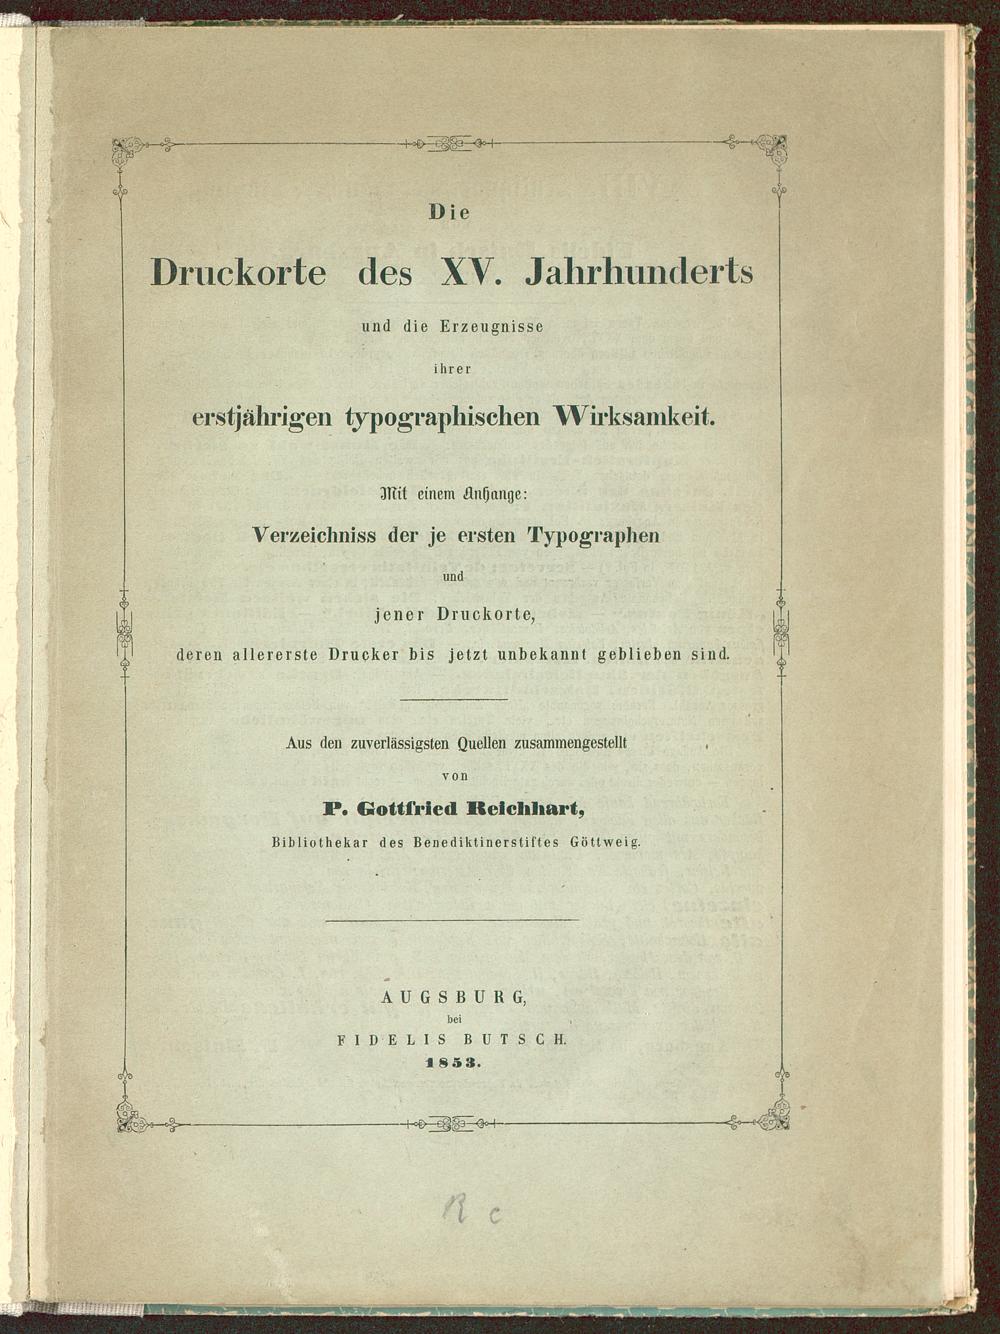 Die
Druckorte des XV. Jahrhunderts
und die Erzeugnisse
ihrer
erstjährigen typographischen Wirksamkeit.
Mit einem Anhange:
Verzeichniss der je ersten Typographen
und
jener Druckorte,
deren allererste Drucker bis jetzt unbekannt geblieben sind.
Aus den zuverlässigsten Quellen zusammengestellt
von
P. Gottfried Reichhart,
Bibliothekar des Benediktinerstiftes Göttweig.
AUGSBURG,
bei
FIDELIS BUTSCH.
1853.
R c